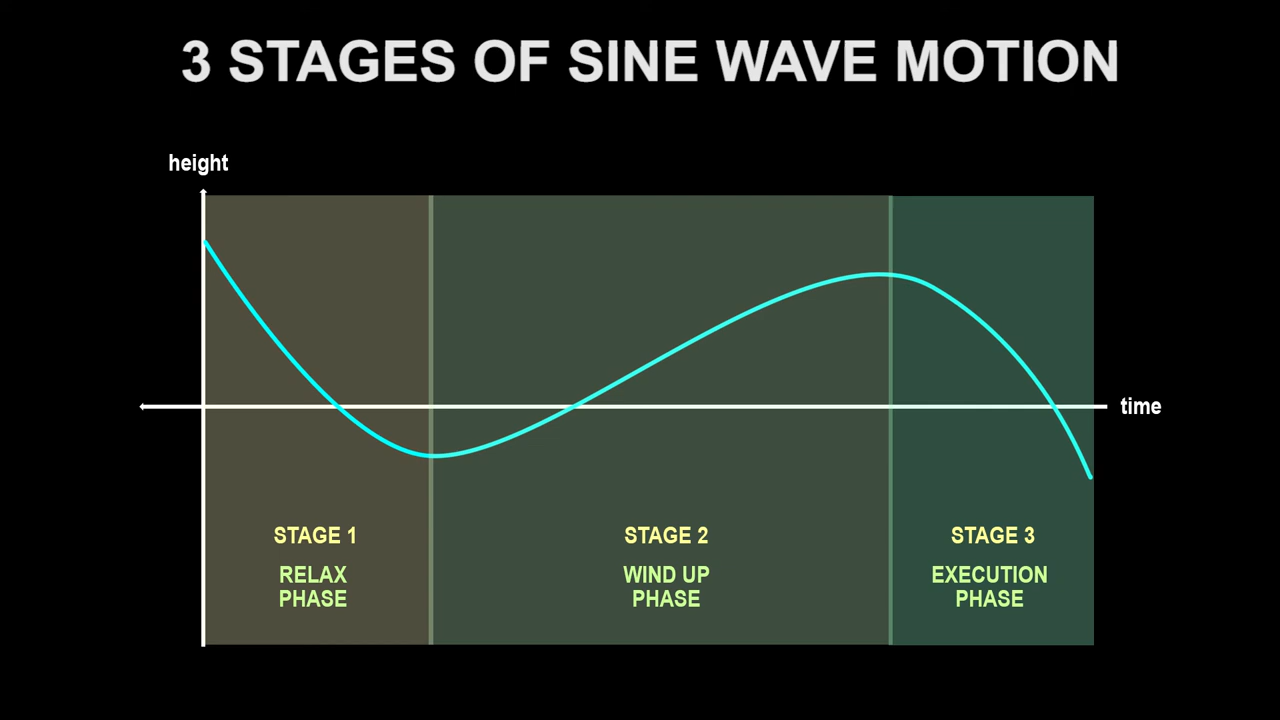 3 STAGES OF SINE WAVE MOTION
height
time
STAGE 1
RELAX
PHASE
STAGE 2
WIND UP
PHASE
STAGE 3
EXECUTION
PHASE